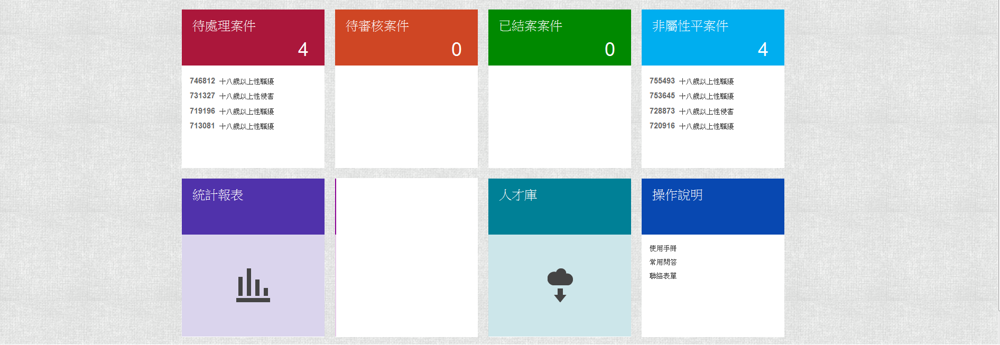 待處理案件
4
746812 十八歲以上性騷擾
731327 十八歲以上性侵害
719196 十八歲以上性騷擾
713081 十八歲以上性騷擾
待審核案件
0
已結案案件
0
非屬性平案件
4
755493 十八歲以上性騷擾
753645 十八歲以上性騷擾
728873 十八歲以上性侵害
720916 十八歲以上性騷擾
統計報表
人才庫
操作說明
使用手冊
常用問答
聯絡表單